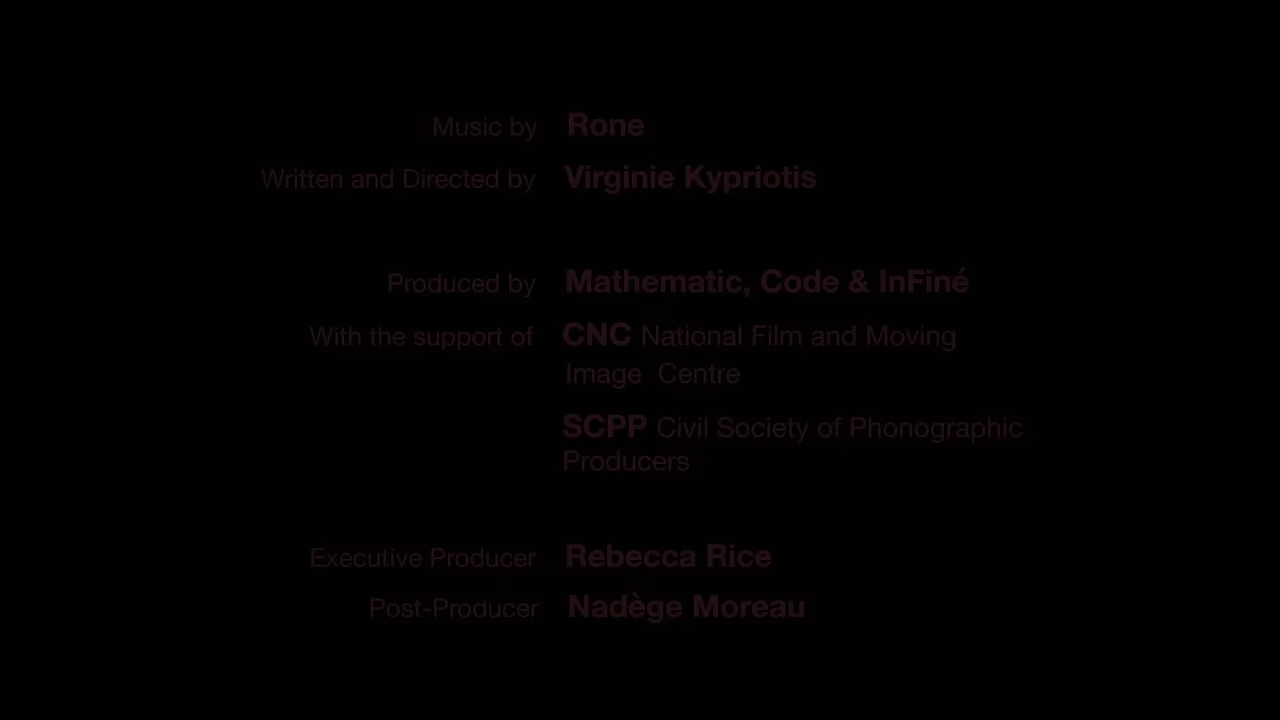 Music by Rone
Written and Directed by Virginie Kypriotis
Produced by Mathematic, Code & InFiné
With the support of CNC National Film and Moving
Image Centre
SCPP Civil Society of Phonographic
Producers
Executive Producer Rebecca Rice
Post-Producer Nadège Moreau